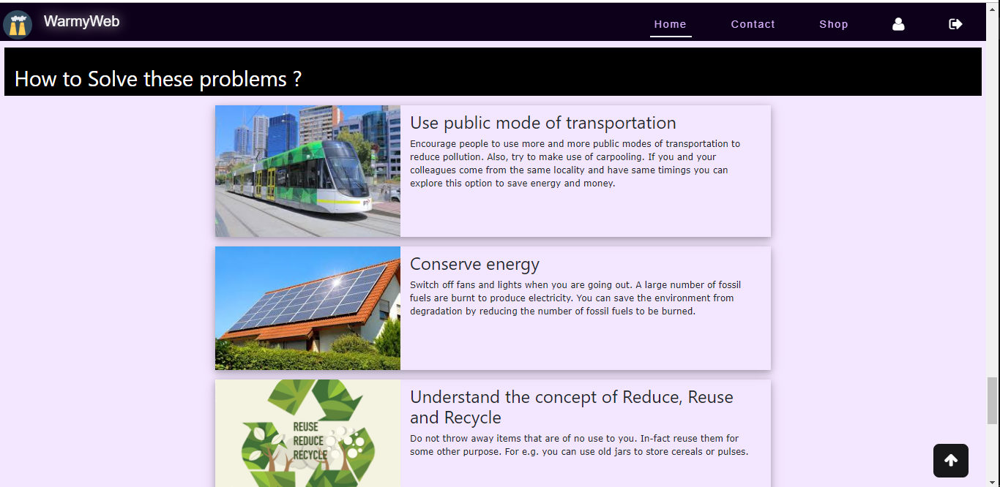 WarmyWeb
Home Contact Shop
How to Solve these problems ?
Use public mode of transportation
Encourage people to use more and more public modes of transportation to
reduce pollution. Also, try to make use of carpooling. If you and your
colleagues come from the same locality and have same timings you can
explore this option to save energy and money.
Conserve energy
Switch off fans and lights when you are going out. A large number of fossil
fuels are burnt to produce electricity. You can save the environment from
degradation by reducing the number of fossil fuels to be burned.
REUSE
REDUCE
RECYCLE
Understand the concept of Reduce, Reuse
and Recycle
Do not throw away items that are of no use to you. In-fact reuse them for
some other purpose. For e.g. you can use old jars to store cereals or pulses.